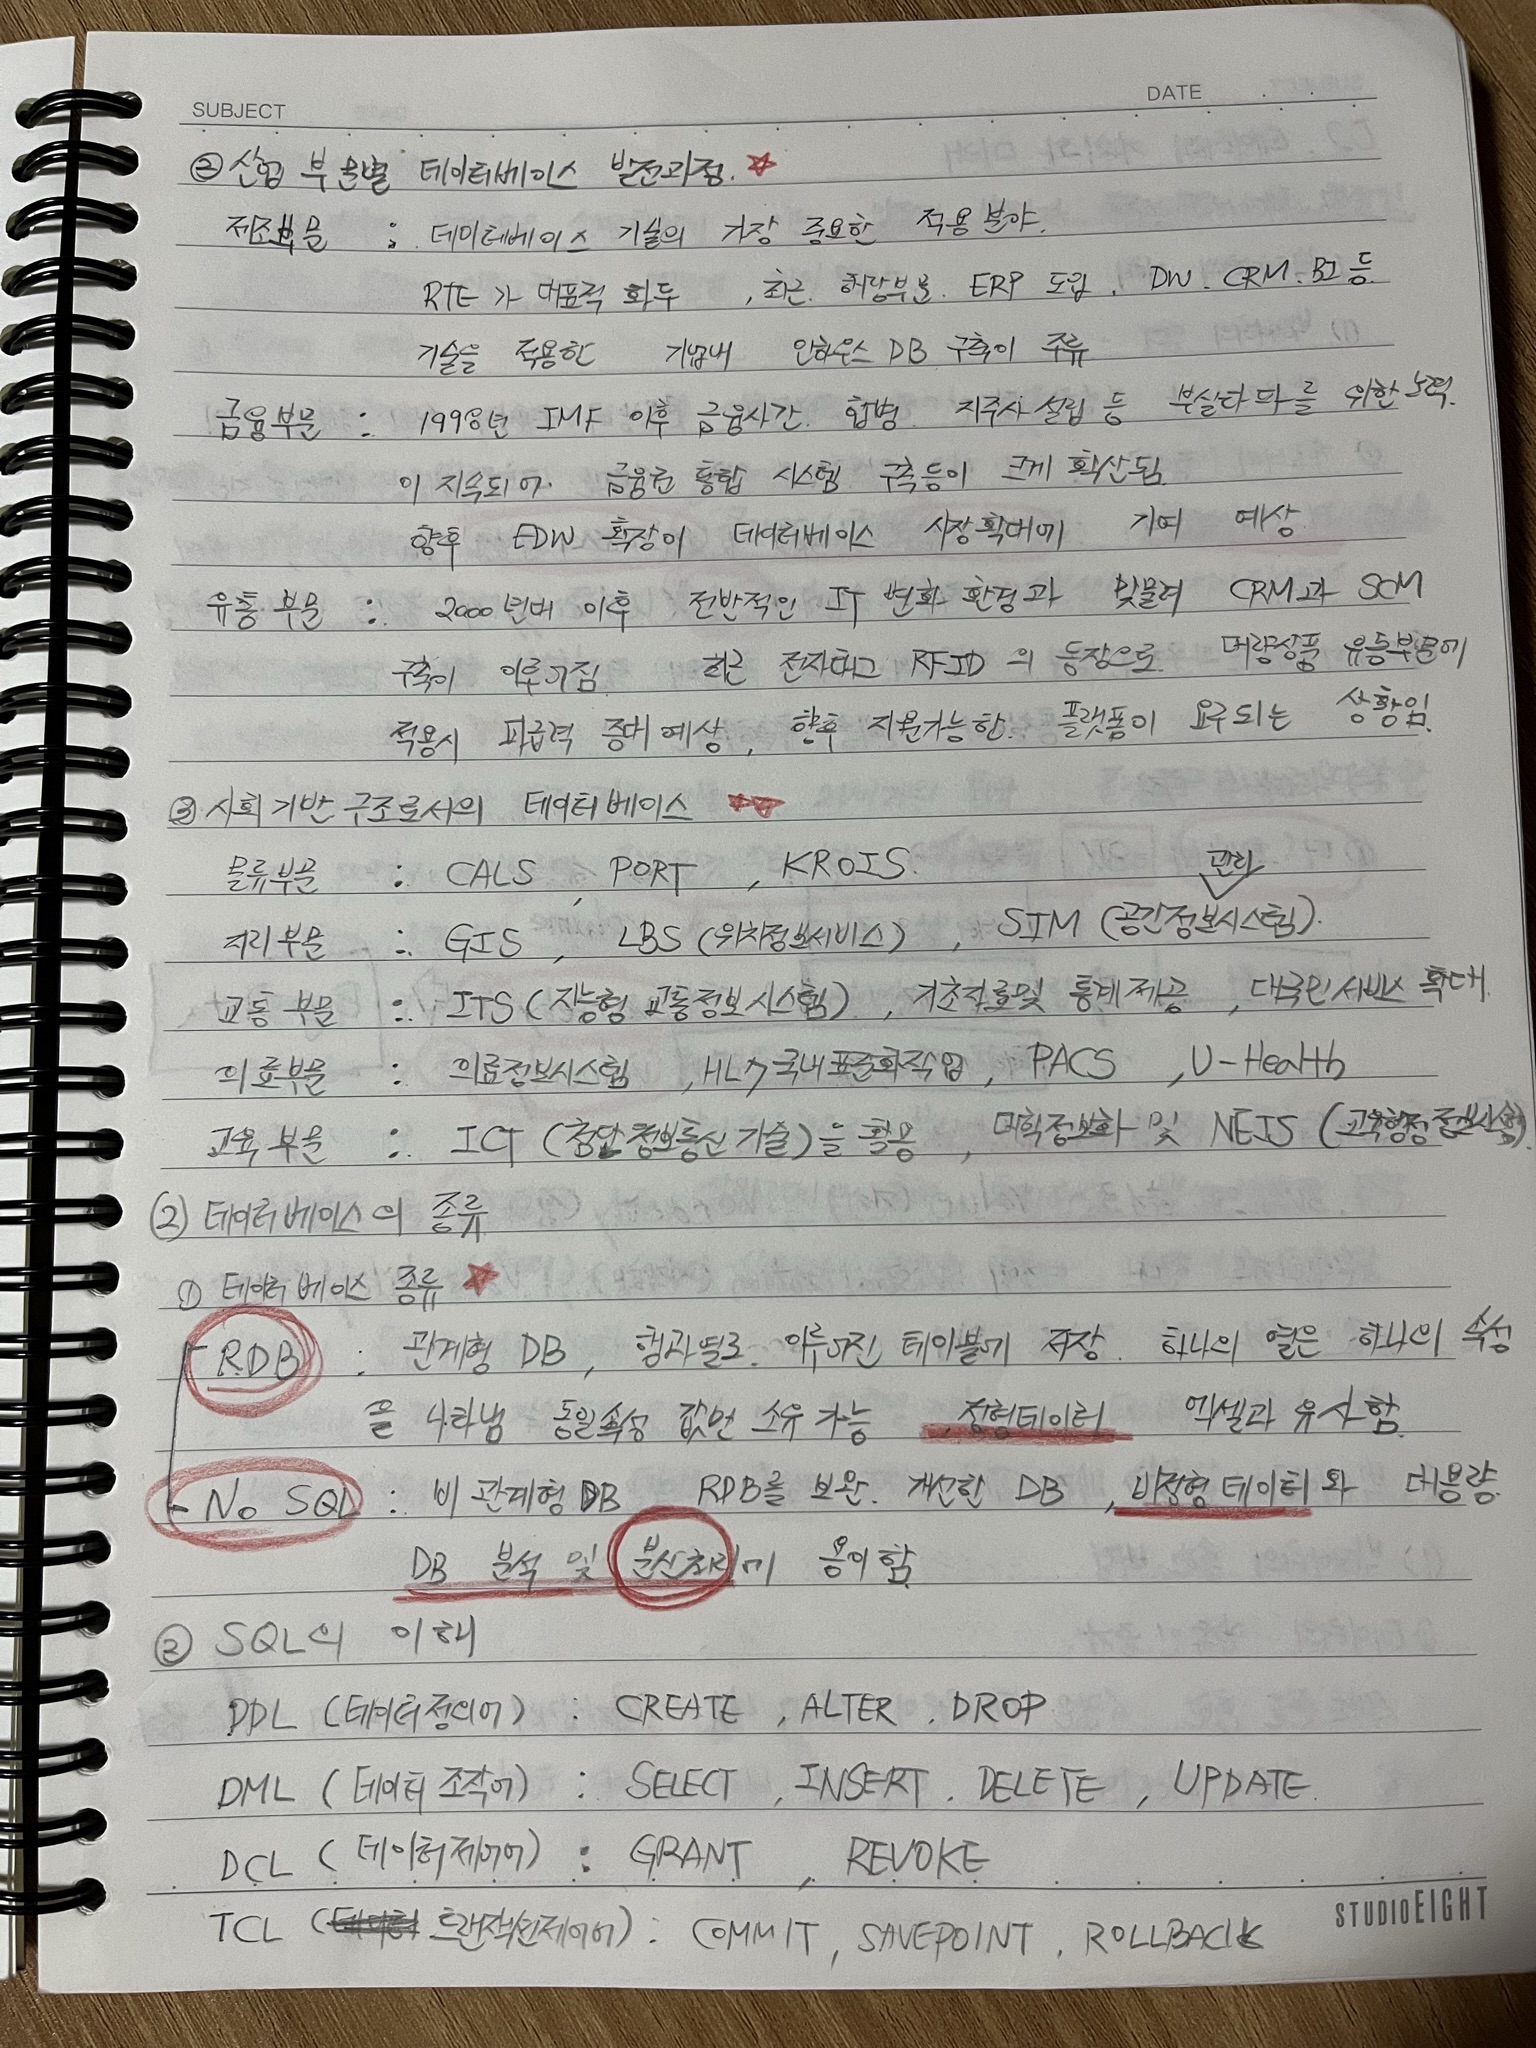 SUBJECT
DATE
② 산업 부문별 데이터베이스 발전과정. ☆
제조부문 : 데이터베이스 기술의 가장 중요한 적용분야.
RTE가 대표적 화두, 최근 해당부문. ERP 도입, DW. CRM. BI 등
기술을 적용한 기업내 인하우스 DB 구축이 주류
금융부문 : 1998년 IMF 이후 금융사간. 합병. 지주사설립 등 부실타파를 위한 노력.
이 지속되어. 금융권 통합 시스템 구축등이 크게 확산됨
향후 EDW 확장이 데이터베이스 시장확대에 기여 예상
유통 부문 : 2000년대 이후 전반적인 IT 변화 환경과 맞물려 CRM과 SCM
구축이 이루어짐 최근 전자태그 RFID의 등장으로. 대량상품 유통부문에
적용시 파급력 증대 예상, 향후 지원가능한. 플랫폼이 요구되는 상황임.
③ 사회기반구조로서의 데이터베이스 ☆☆
물류부문 : CALS, PORT, KROIS.
관리
지리부문 : GIS, LBS (위치정보서비스), SIM (공간정보시스템).
교통 부문 : ITS (지능형 교통정보시스템), 기초자료및 통계제공, 대국민서비스 확대.
의료부문 : 의료정보시스템, HL7국내표준화작업, PACS, U-Health
교육 부문 : ICT (첨단정보통신기술)을 활용, 대학정보화 및 NEIS (교육행정정보시스템)
(2) 데이터베이스의 종류
① 데이터베이스 종류 ☆
RDB : 관계형 DB, 행과열로. 이루어진 테이블에 저장. 하나의 열은 하나의 속성
을 나타냄 동일속성 값만 소유 가능, 정형데이터 엑셀과 유사함.
No SQL : 비관계형 DB RDB를 보완. 개선한 DB, 비정형데이터와 대용량
DB 분석 및 분산처리에 용이함
② SQL의 이해
DDL (데이터정의어) : CREATE, ALTER. DROP
DML (데이터 조작어) : SELECT, INSERT. DELETE, UPDATE.
DCL (데이터제어어) : GRANT, REVOKE
TCL (트랜잭션제어어) : COMMIT, SAVEPOINT, ROLLBACK
STUDIO EIGHT